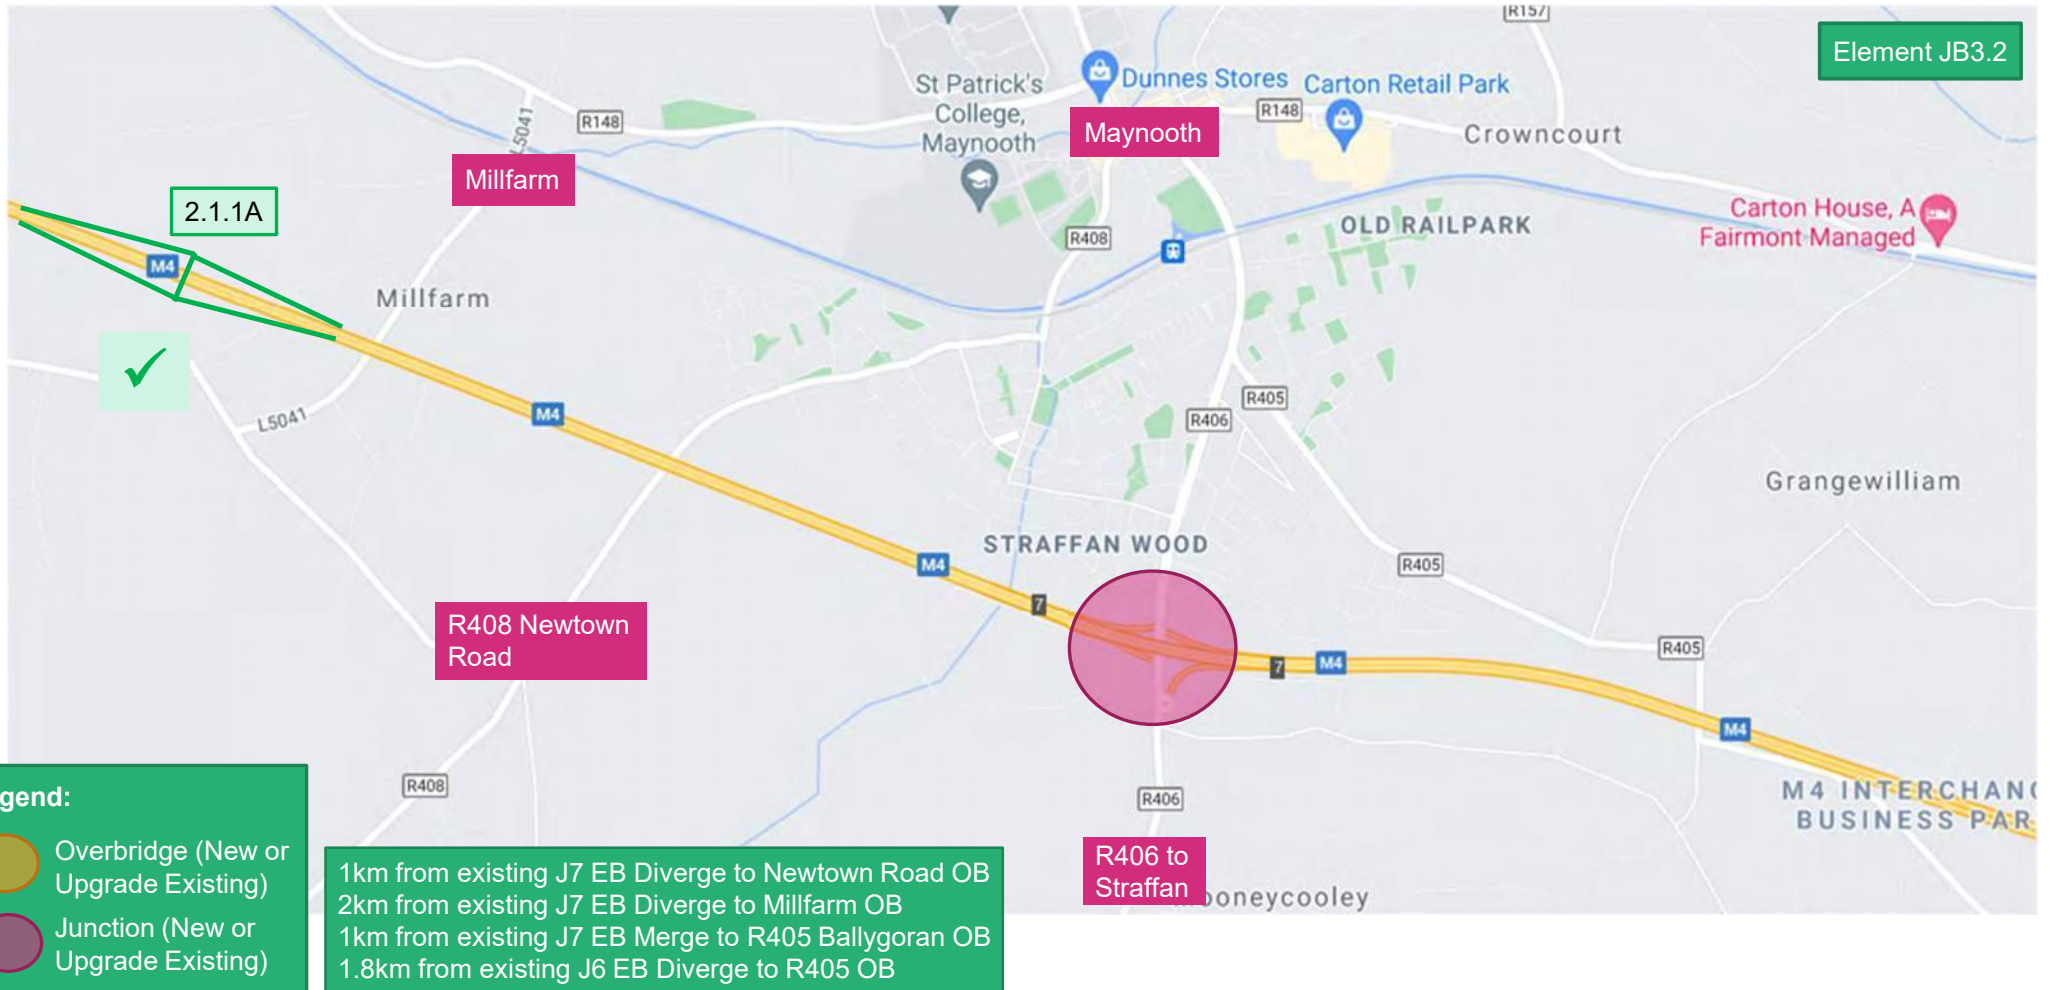 R157
Element JB3.2
St Patrick's
College,
Maynooth
Dunnes Stores
Carton Retail Park
R148
L5041
R148
Maynooth
Crowncourt
Millfarm
2.1.1A
Carton House, A
Fairmont Managed
OLD RAILPARK
R408
M4
Millfarm
✓
L5041
M4
R405
R406
Grangewilliam
STRAFFAN WOOD
M4
R405
7
R408 Newtown
Road
R405
7
M4
M4
R408
R406
M4 INTERCHAN
BUSINESS PAR
gend:
Overbridge (New or
Upgrade Existing)
Junction (New or
Upgrade Existing)
1km from existing J7 EB Diverge to Newtown Road OB
2km from existing J7 EB Diverge to Millfarm OB
1km from existing J7 EB Merge to R405 Ballygoran OB
1.8km from existing J6 EB Diverge to R405 OB
R406 to
Straffan
ooneycooley